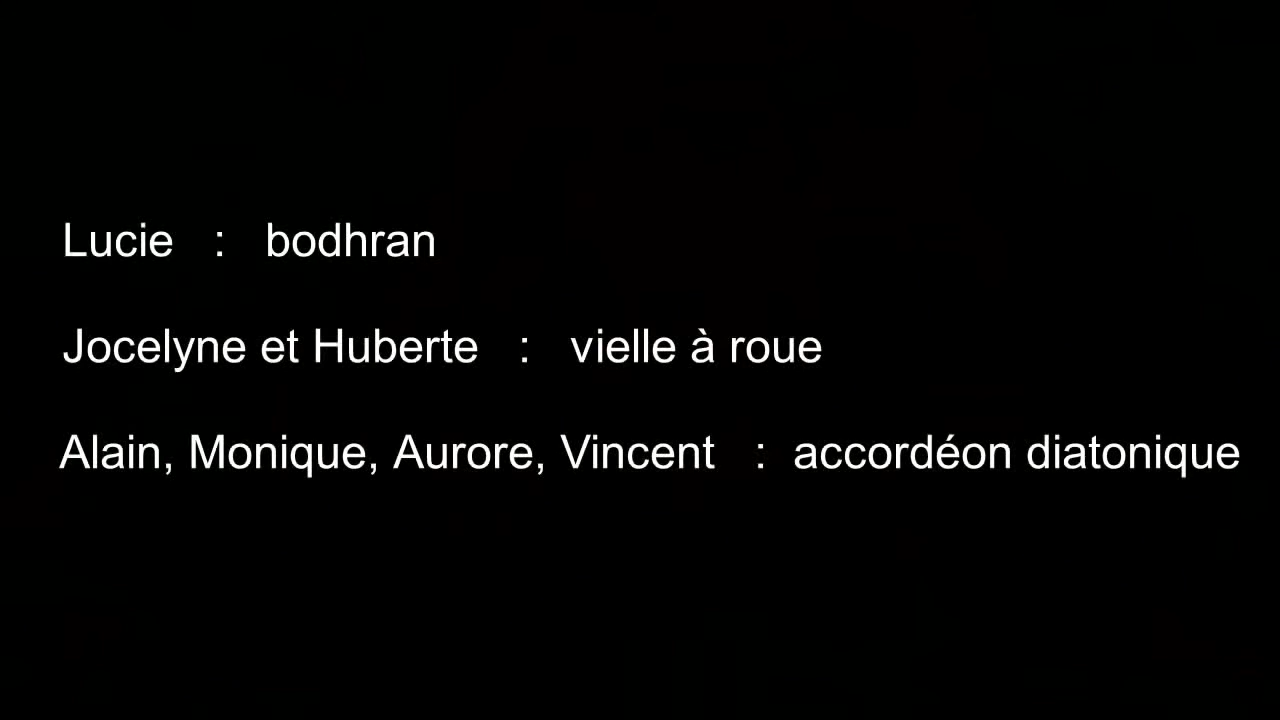 Lucie : bodhran
Jocelyne et Huberte : vielle à roue
Alain, Monique, Aurore, Vincent : accordéon diatonique